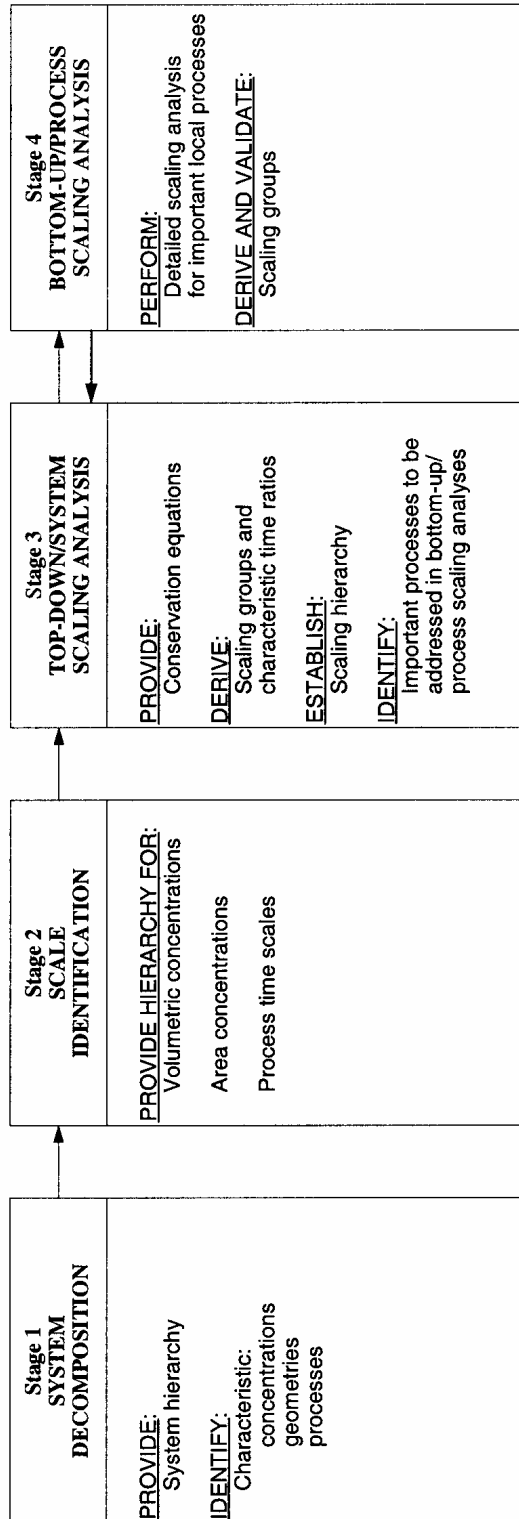 Stage 1
SYSTEM
DECOMPOSITION
PROVIDE:
System hierarchy
IDENTIFY:
Characteristic:
concentrations
geometries
processes
Stage 2
SCALE
IDENTIFICATION
PROVIDE HIERARCHY FOR:
Volumetric concentrations
Area concentrations
Process time scales
Stage 3
TOP-DOWN/SYSTEM
SCALING ANALYSIS
PROVIDE:
Conservation equations
DERIVE:
Scaling groups and
characteristic time ratios
ESTABLISH:
Scaling hierarchy
IDENTIFY:
Important processes to be
addressed in bottom-up/
process scaling analyses
Stage 4
BOTTOM-UP/PROCESS
SCALING ANALYSIS
PERFORM:
Detailed scaling analysis
for important local processes
DERIVE AND VALIDATE:
Scaling groups